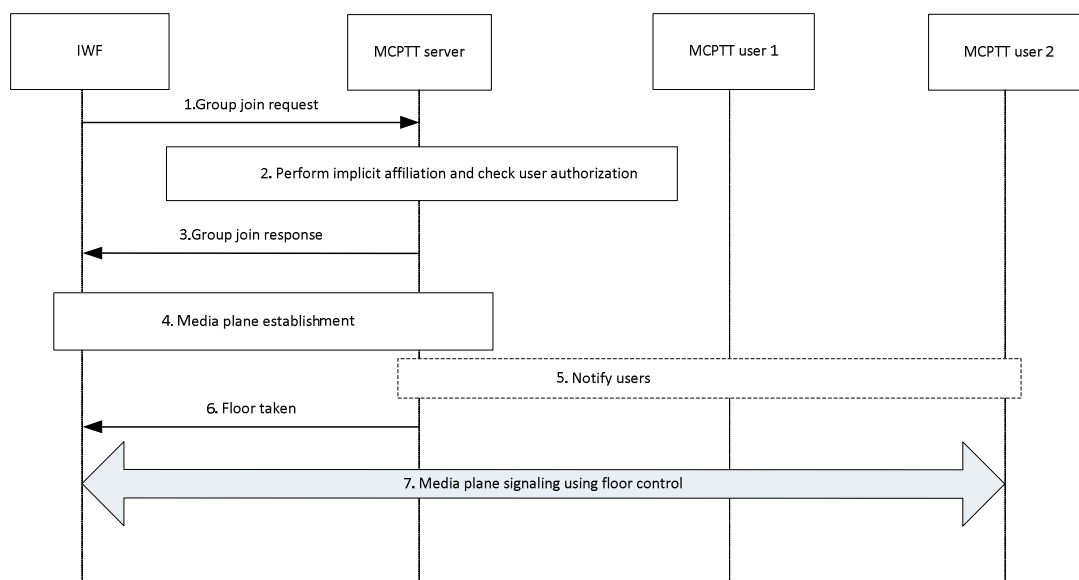 IWF
MCPTT server
MCPTT user 1
MCPTT user 2
1.Group join request
2. Perform implicit affiliation and check user authorization
3.Group join response
4. Media plane establishment
5. Notify users
6. Floor taken
7. Media plane signaling using floor control